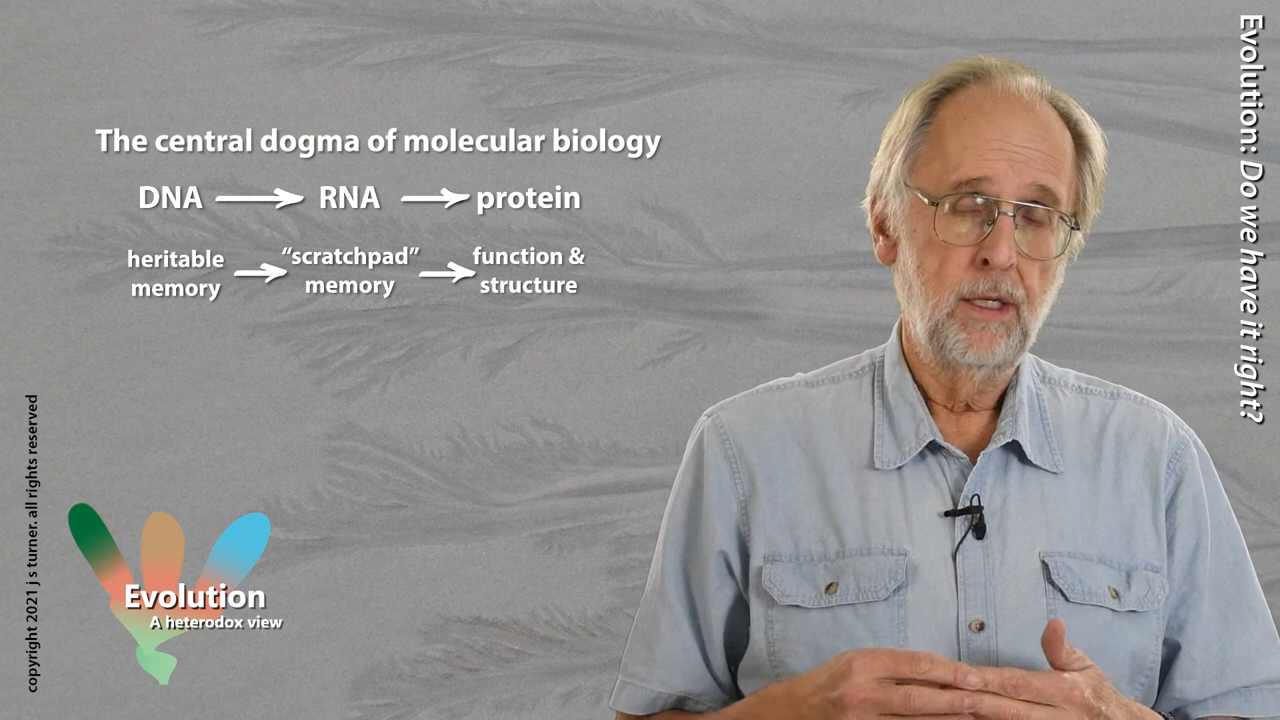 The central dogma of molecular biology
DNA → RNA → protein
heritable memory → “scratchpad” memory → function & structure
Evolution: Do we have it right?
copyright 2021 j s turner. all rights reserved
Evolution
A heterodox view